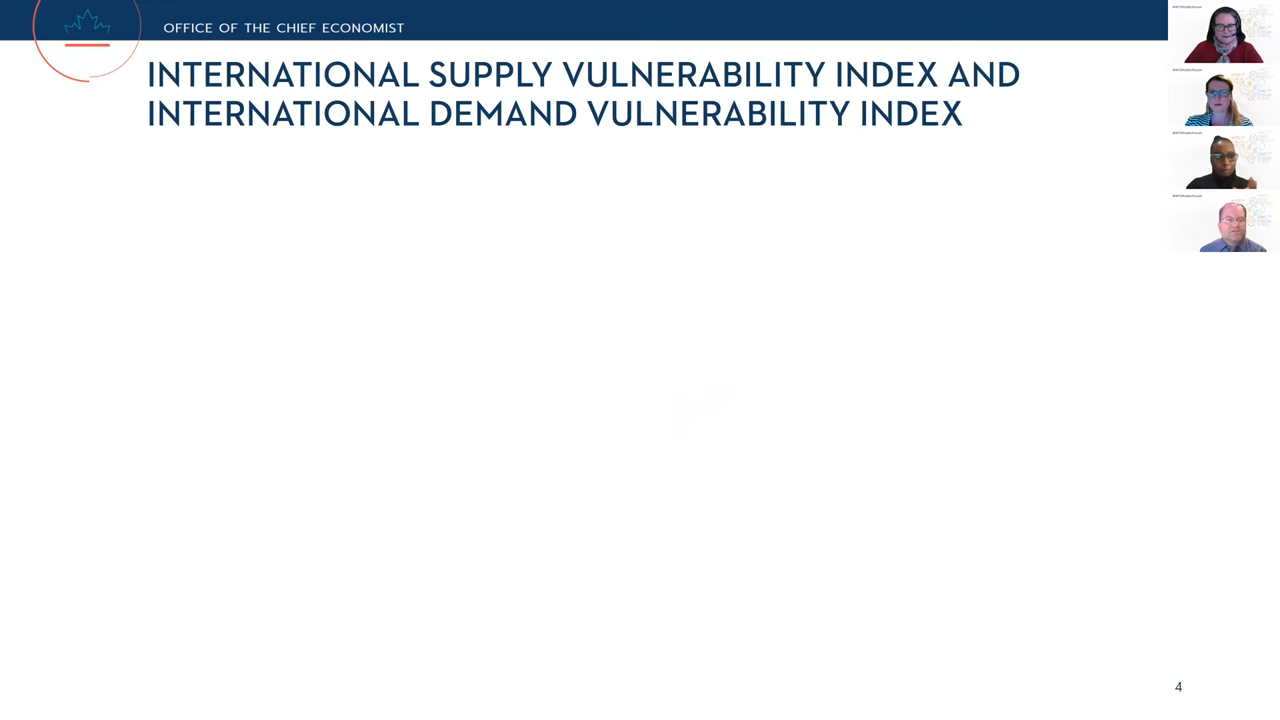 OFFICE OF THE CHIEF ECONOMIST
INTERNATIONAL SUPPLY VULNERABILITY INDEX AND
INTERNATIONAL DEMAND VULNERABILITY INDEX
4